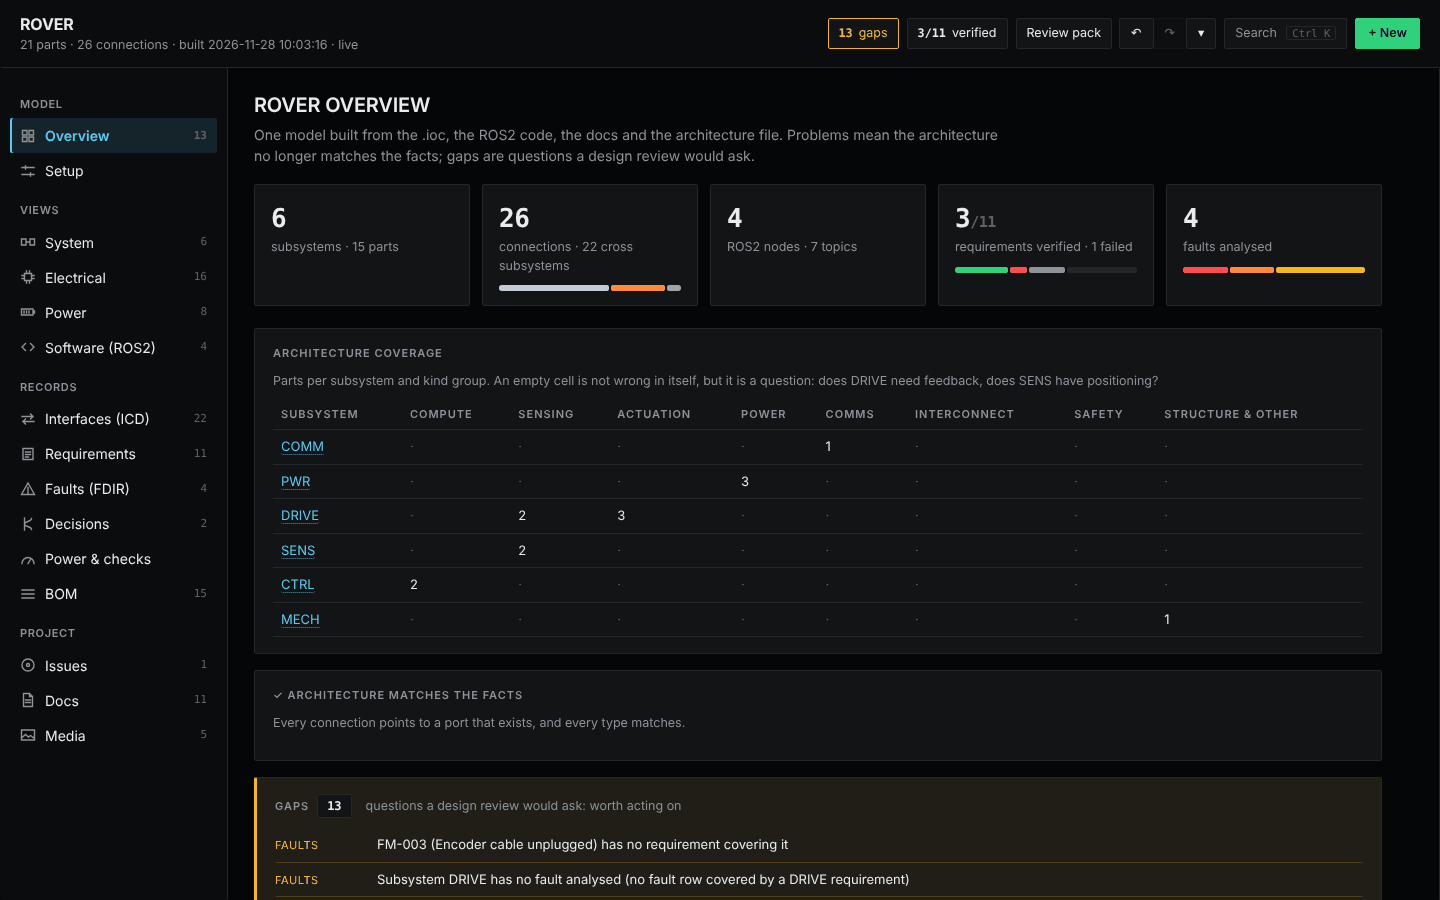 ROVER
21 parts · 26 connections · built 2026-11-28 10:03:16 · live
13 gaps
3/11 verified
Review pack
Search Ctrl K
+ New
MODEL
Overview 13
Setup
VIEWS
System 6
Electrical 16
Power 8
Software (ROS2) 4
RECORDS
Interfaces (ICD) 22
Requirements 11
Faults (FDIR) 4
Decisions 2
Power & checks
BOM 15
PROJECT
Issues 1
Docs 11
Media 5
ROVER OVERVIEW
One model built from the .ioc, the ROS2 code, the docs and the architecture file. Problems mean the architecture
no longer matches the facts; gaps are questions a design review would ask.
6
subsystems · 15 parts
26
connections · 22 cross
subsystems
4
ROS2 nodes · 7 topics
3/11
requirements verified · 1 failed
4
faults analysed
ARCHITECTURE COVERAGE
Parts per subsystem and kind group. An empty cell is not wrong in itself, but it is a question: does DRIVE need feedback, does SENS have positioning?
SUBSYSTEM COMPUTE SENSING ACTUATION POWER COMMS INTERCONNECT SAFETY STRUCTURE & OTHER
COMM · · · · 1 · · ·
PWR · · · 3 · · · ·
DRIVE · 2 3 · · · · ·
SENS · 2 · · · · · ·
CTRL 2 · · · · · · ·
MECH · · · · · · · 1
✓ ARCHITECTURE MATCHES THE FACTS
Every connection points to a port that exists, and every type matches.
GAPS 13 questions a design review would ask: worth acting on
FAULTS FM-003 (Encoder cable unplugged) has no requirement covering it
FAULTS Subsystem DRIVE has no fault analysed (no fault row covered by a DRIVE requirement)